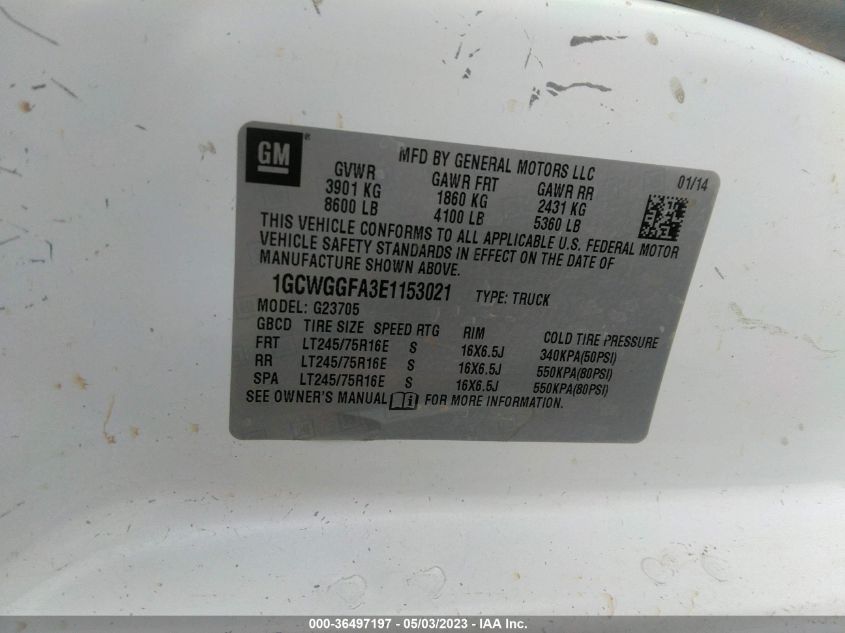 GM®
MFD BY GENERAL MOTORS LLC
01/14
GVWR GAWR FRT GAWR RR
3901 KG 1860 KG 2431 KG
8600 LB 4100 LB 5360 LB
THIS VEHICLE CONFORMS TO ALL APPLICABLE U.S. FEDERAL MOTOR
VEHICLE SAFETY STANDARDS IN EFFECT ON THE DATE OF
MANUFACTURE SHOWN ABOVE.
1GCWGGFA3E1153021 TYPE: TRUCK
MODEL: G23705
GBCD TIRE SIZE SPEED RTG RIM COLD TIRE PRESSURE
FRT LT245/75R16E S 16X6.5J 340KPA(50PSI)
RR LT245/75R16E S 16X6.5J 550KPA(80PSI)
SPA LT245/75R16E S 16X6.5J 550KPA(80PSI)
SEE OWNER'S MANUAL FOR MORE INFORMATION.
000-36497197 - 05/03/2023 - IAA Inc.